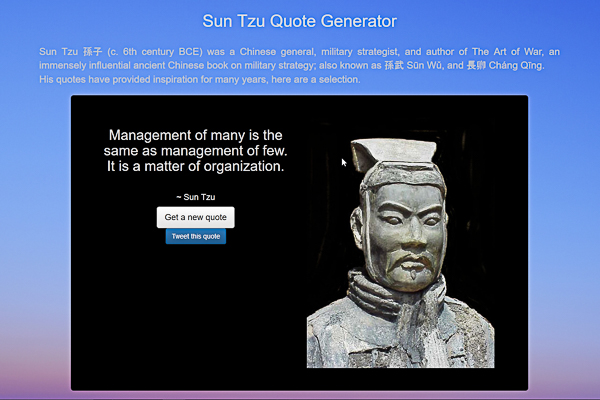 Sun Tzu Quote Generator
Sun Tzu 孫子 (c. 6th century BCE) was a Chinese general, military strategist, and author of The Art of War, an
immensely influential ancient Chinese book on military strategy; also known as 孫武 Sūn Wǔ, and 長卿 Cháng Qīng.
His quotes have provided inspiration for many years, here are a selection.
Management of many is the
same as management of few.
It is a matter of organization.
~ Sun Tzu
Get a new quote
Tweet this quote